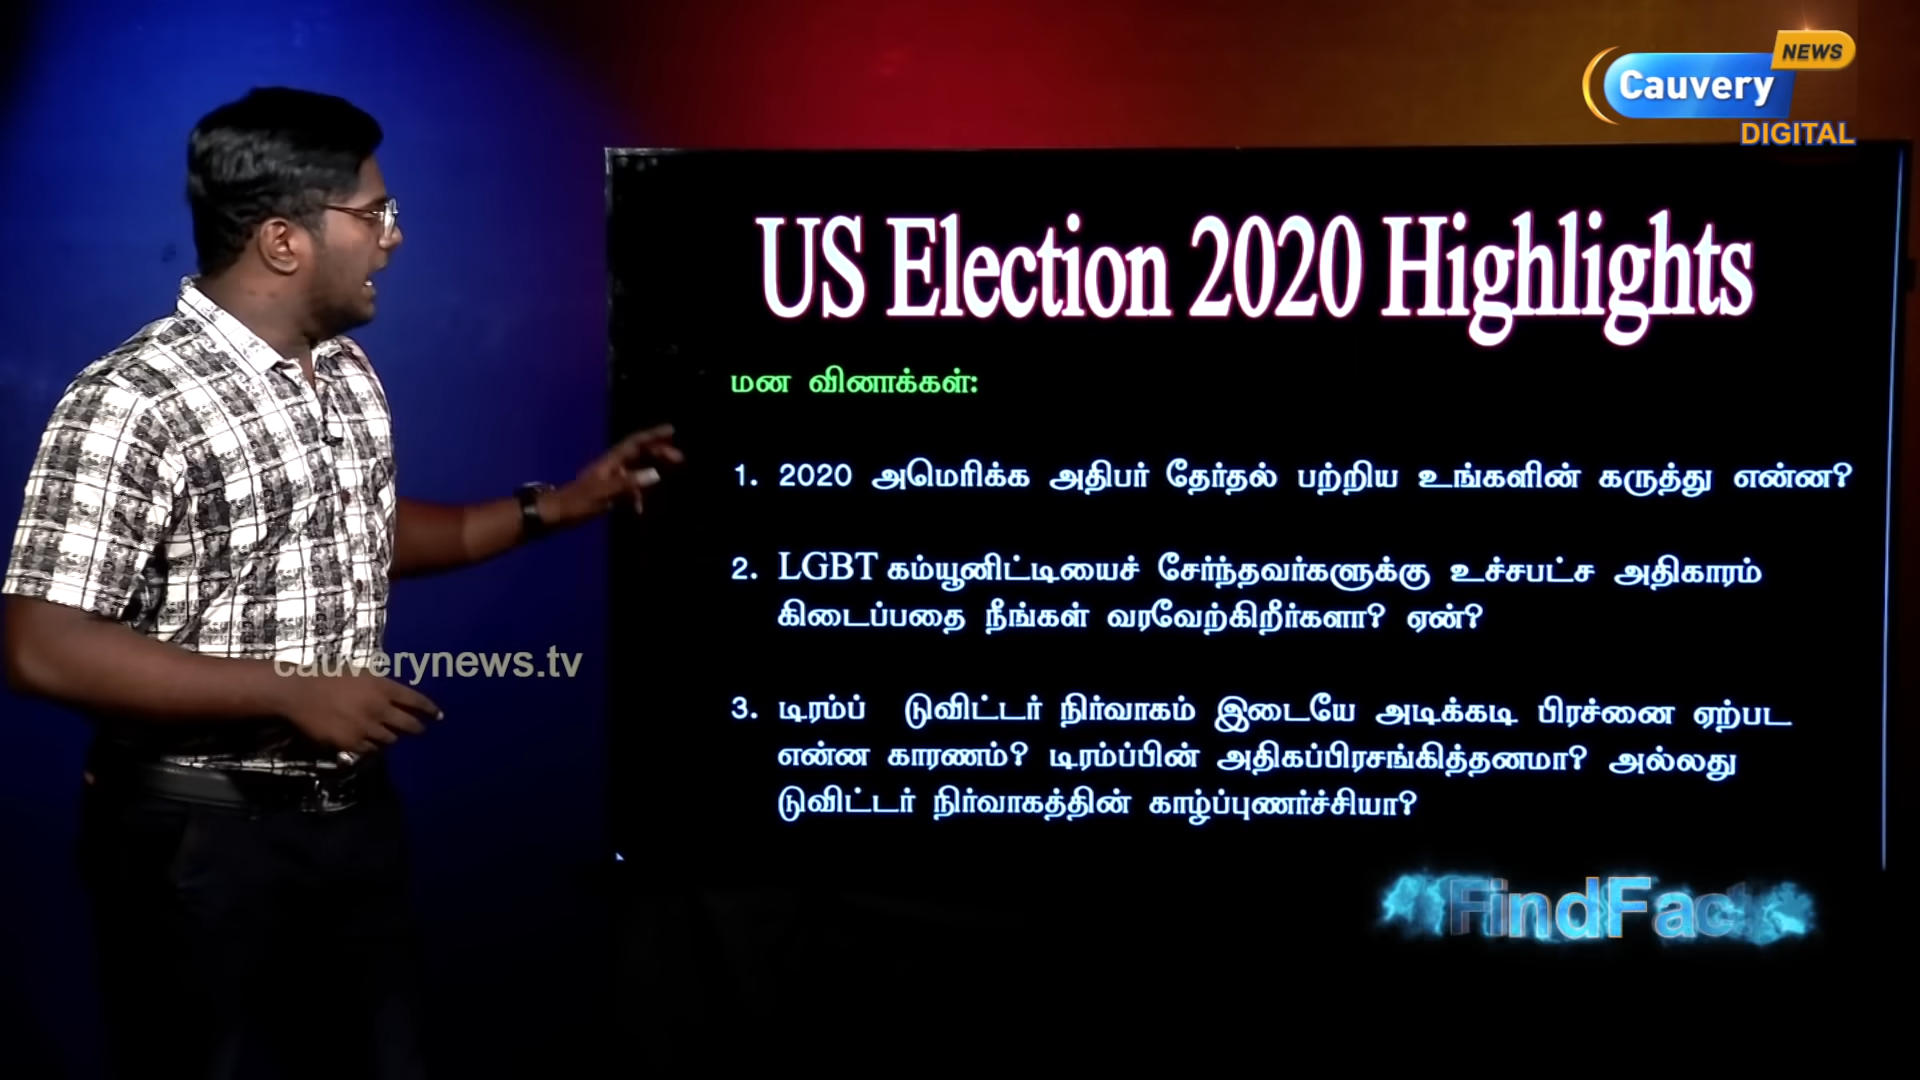 NEWS
Cauvery
DIGITAL
US Election 2020 Highlights
மன வினாக்கள்:
1. 2020 அமெரிக்க அதிபர் தேர்தல் பற்றிய உங்களின் கருத்து என்ன?
2. LGBT கம்யூனிட்டியைச் சேர்ந்தவர்களுக்கு உச்சபட்ச அதிகாரம்
கிடைப்பதை நீங்கள் வரவேற்கிறீர்களா? ஏன்?
cauverynews.tv
3. டிரம்ப் டுவிட்டர் நிர்வாகம் இடையே அடிக்கடி பிரச்னை ஏற்பட
என்ன காரணம்? டிரம்ப்பின் அதிகப்பிரசங்கித்தனமா? அல்லது
டுவிட்டர் நிர்வாகத்தின் காழ்ப்புணர்ச்சியா?
FindFact